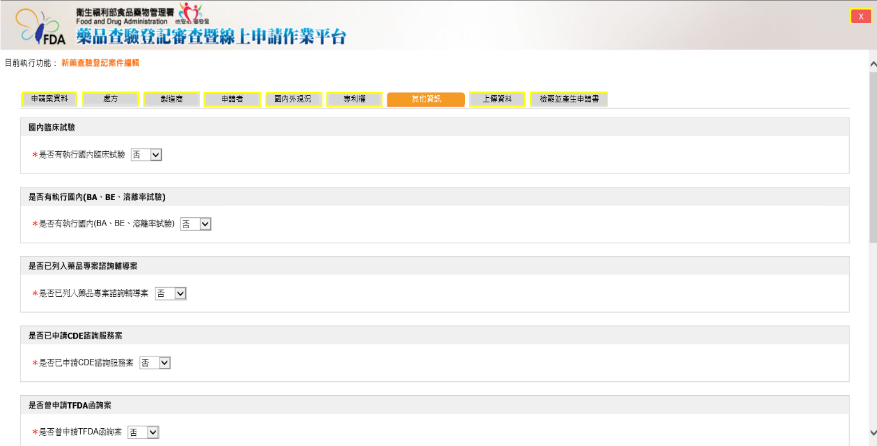 衛生福利部食品藥物管理署
Food and Drug Administration
FDA
藥品查驗登記審查暨線上申請作業平台
X
目前執行功能： 新藥查驗登記案件編輯
申請案資料 處方 製造者 申請者 國內外現況 專利權 其他資訊 上傳資料 檢視並產生申請書
國內臨床試驗
*是否有執行國內臨床試驗 否
是否有執行國內(BA、BE、溶離率試驗)
*是否有執行國內(BA、BE、溶離率試驗) 否
是否已列入藥品專案諮詢輔導案
*是否已列入藥品專案諮詢輔導案 否
是否已申請CDE諮詢服務案
*是否已申請CDE諮詢服務案 否
是否曾申請TFDA函詢案
*是否曾申請TFDA函詢案 否